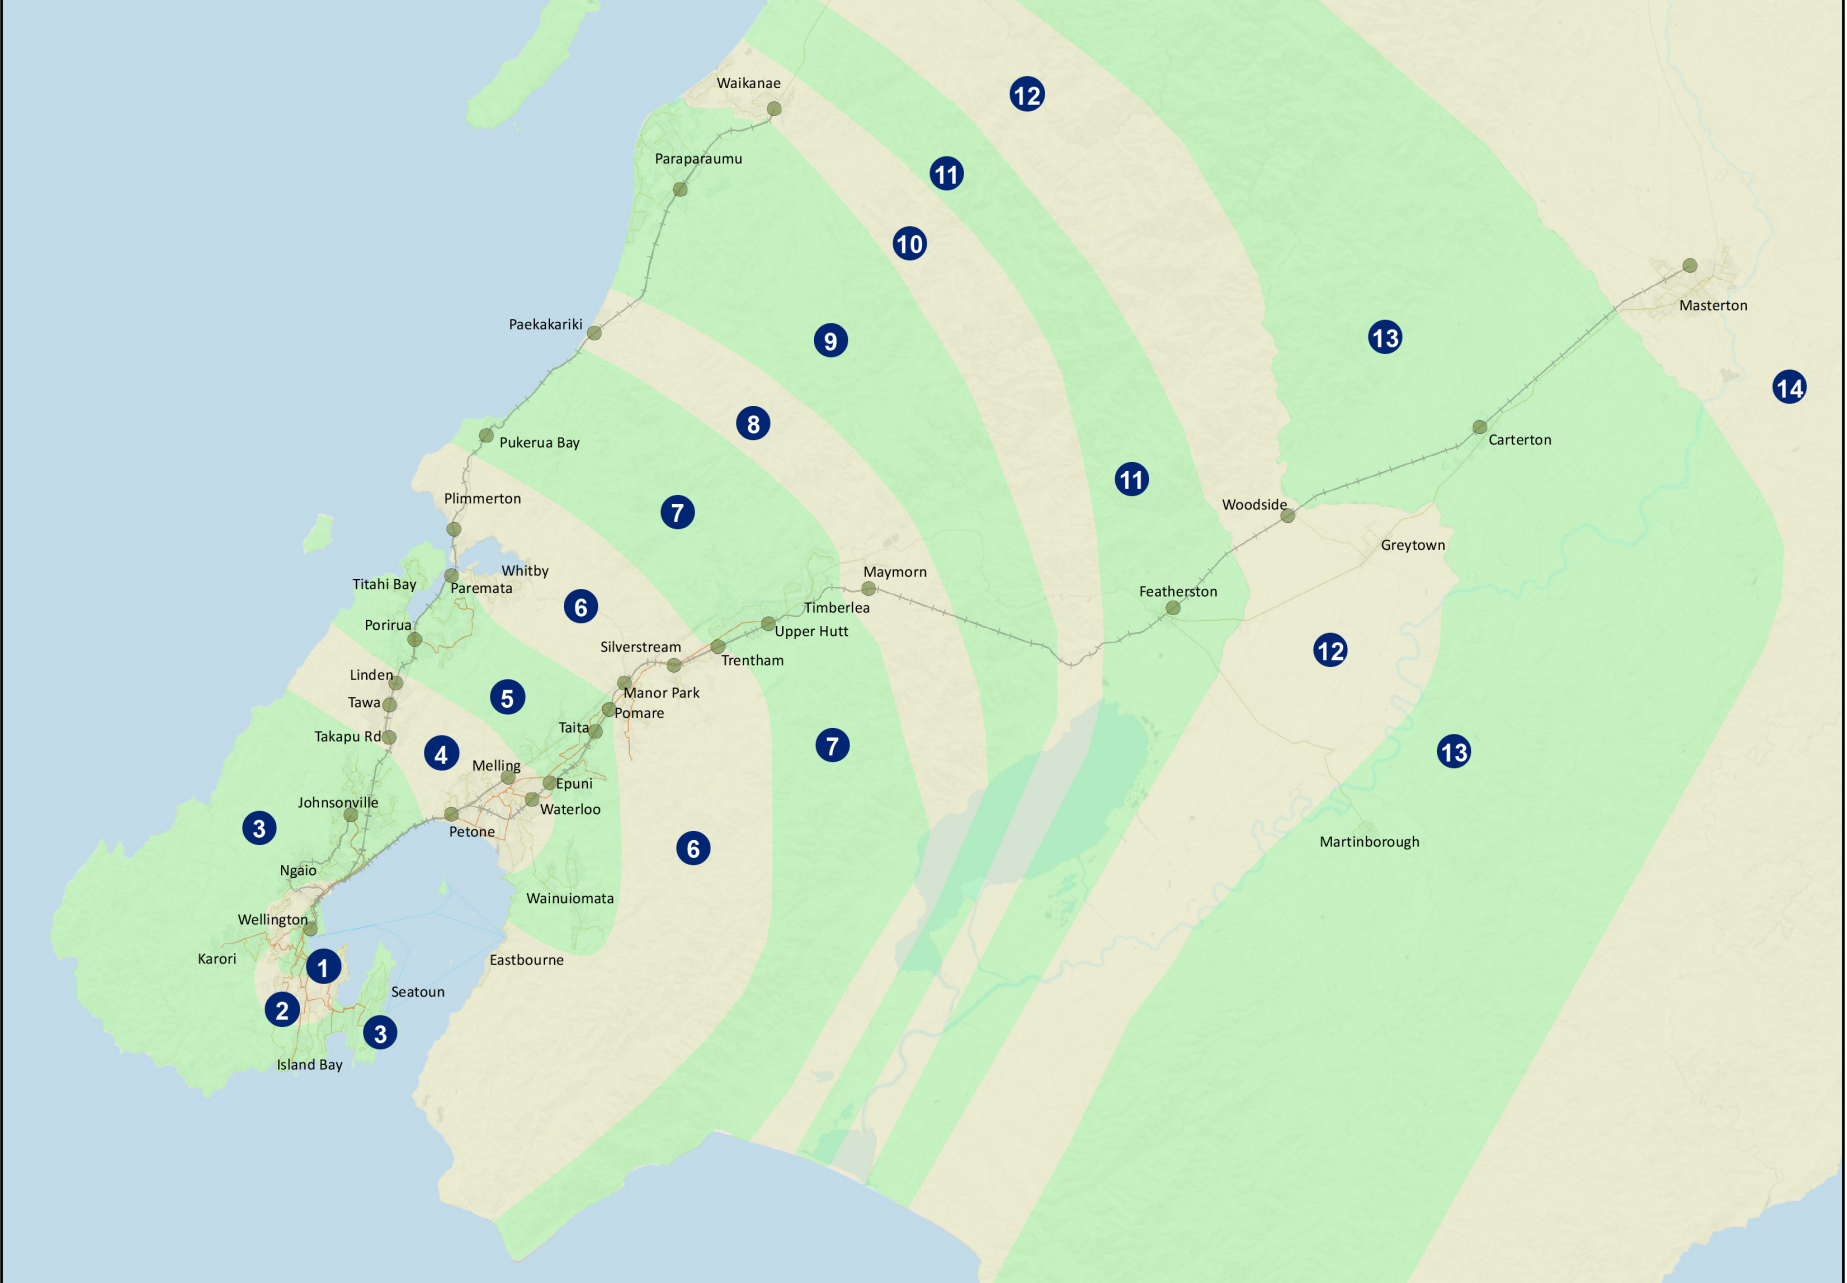 Waikanae
12
Paraparaumu
11
10
Masterton
Paekakariki
9
13
14
8
Pukerua Bay
Carterton
11
Plimmerton
7
Woodside
Greytown
Whitby
Maymorn
Titahi Bay
Paremata
Featherston
6
Timberlea
Porirua
Upper Hutt
Silverstream
12
Trentham
Linden
5
Manor Park
Tawa
Pomare
Taita
Takapu Rd
4
7
13
Melling
Epuni
Johnsonville
Waterloo
3
Petone
Martinborough
6
Ngaio
Wainuiomata
Wellington
Karori
1
Eastbourne
Seatoun
2
3
Island Bay